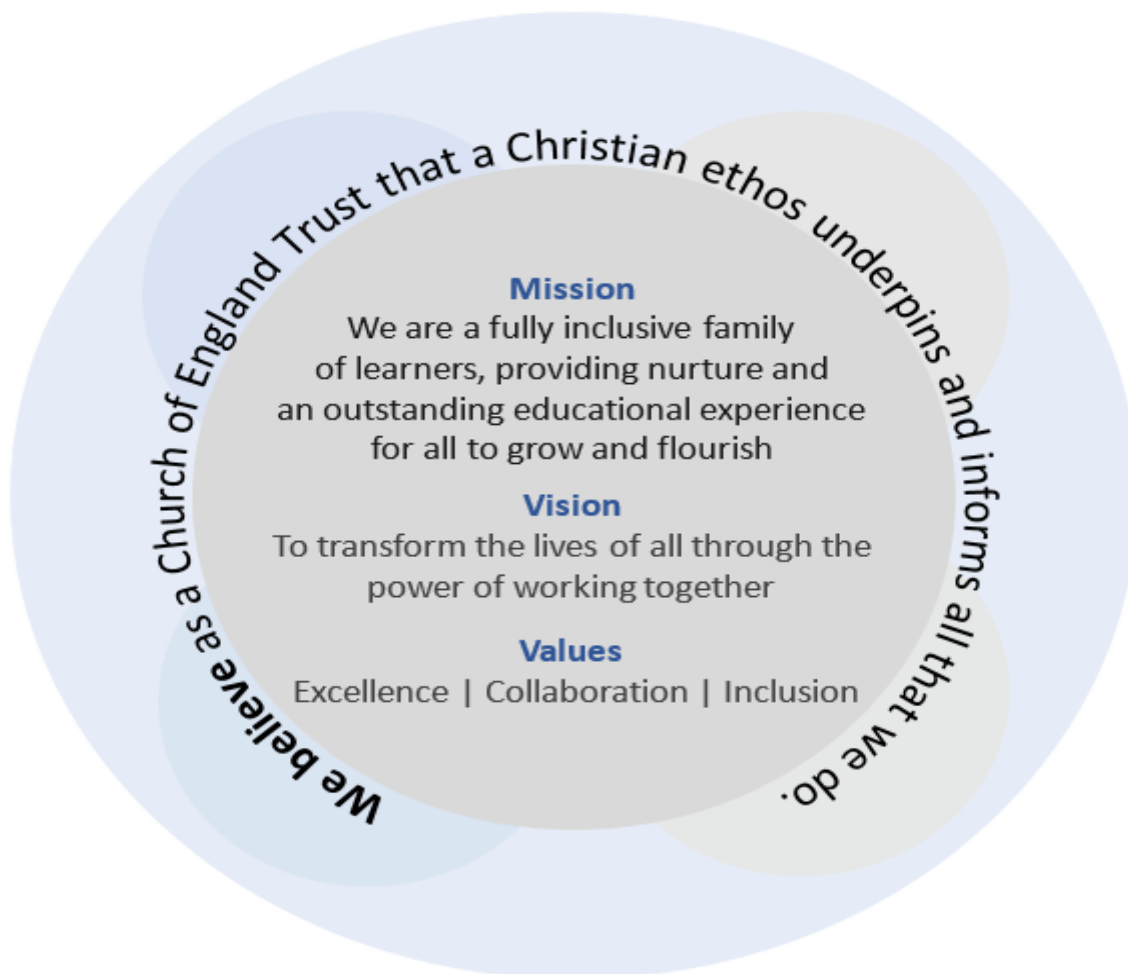 We believe as a Church of England Trust that a Christian ethos underpins and informs all that we do.
Mission
We are a fully inclusive family
of learners, providing nurture and
an outstanding educational experience
for all to grow and flourish
Vision
To transform the lives of all through the
power of working together
Values
Excellence | Collaboration | Inclusion